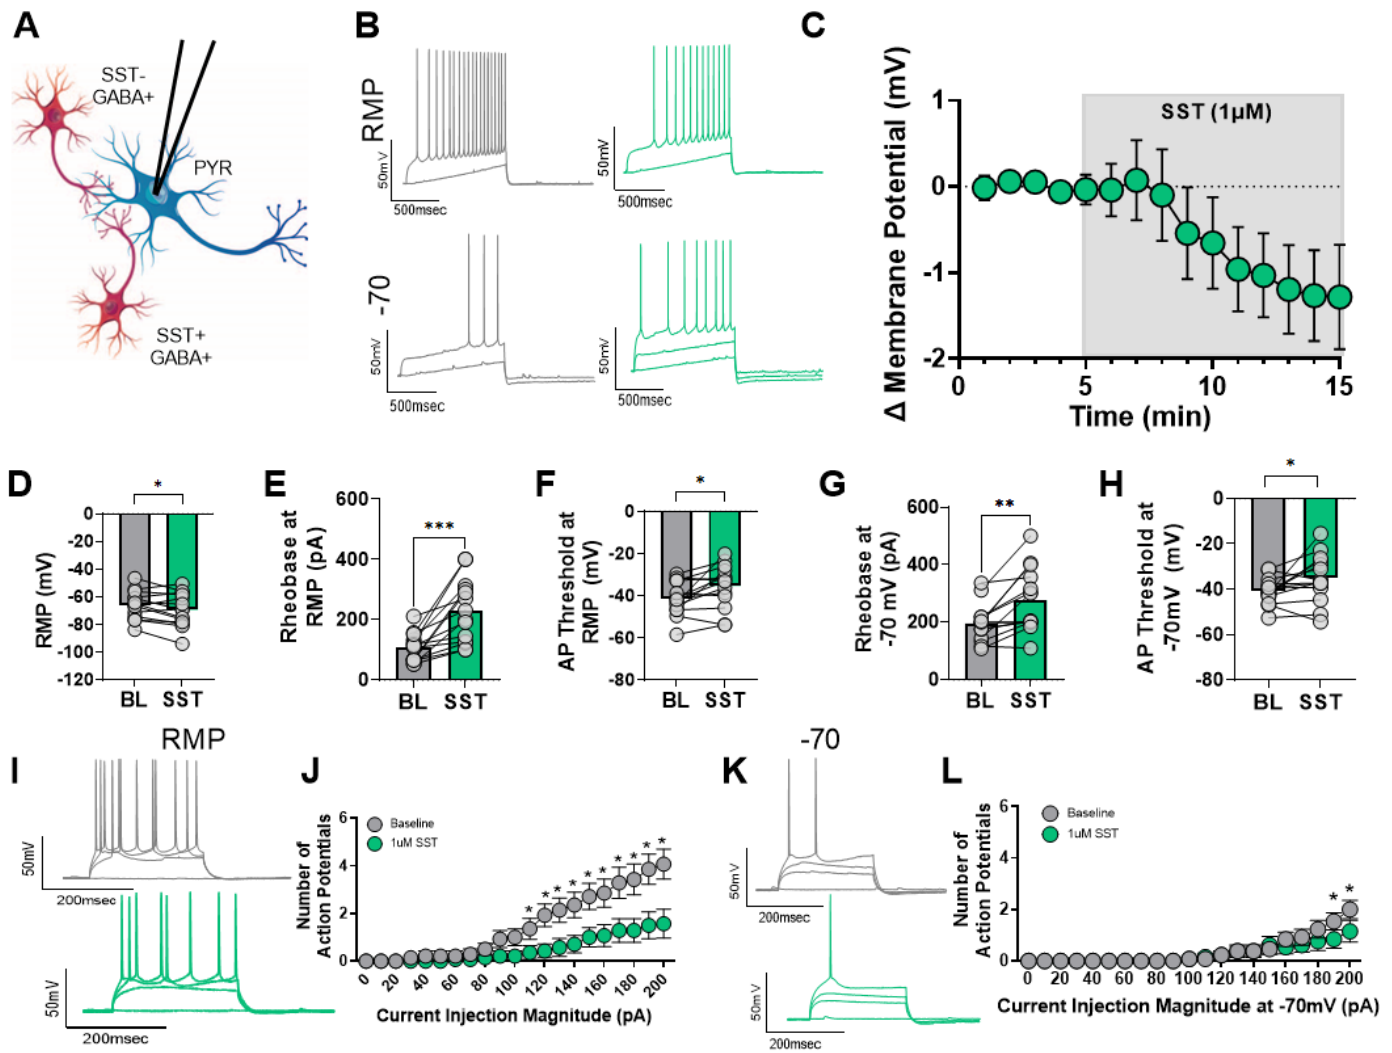 A
SST-
GABA+
PYR
SST+
GABA+
B
RMP
50mV
500msec
50mV
500msec
-70
50mV
500msec
50mV
500msec
C
Δ Membrane Potential (mV)
1
0
-1
-2
SST (1µM)
0
5
10
15
Time (min)
D
*
RMP (mV)
0
-20
-40
-60
-80
-100
-120
BL
SST
E
***
Rheobase at
RMP (pA)
600
400
200
0
BL
SST
F
*
AP Threshold at
RMP (mV)
0
-20
-40
-60
-80
BL
SST
G
**
Rheobase at
-70 mV (pA)
600
400
200
0
BL
SST
H
*
AP Threshold at
-70mV (mV)
0
-20
-40
-60
-80
BL
SST
I
RMP
50mV
200msec
50mV
200msec
J
Number of
Action Potentials
6
4
2
0
Baseline
1uM SST
* * * * * * * * * *
0 20 40 60 80 100 120 140 160 180 200
Current Injection Magnitude (pA)
K
-70
50mV
200msec
50mV
200msec
L
Number of
Action Potentials
6
4
2
0
Baseline
1uM SST
* *
0 20 40 60 80 100 120 140 160 180 200
Current Injection Magnitude at -70mV (pA)